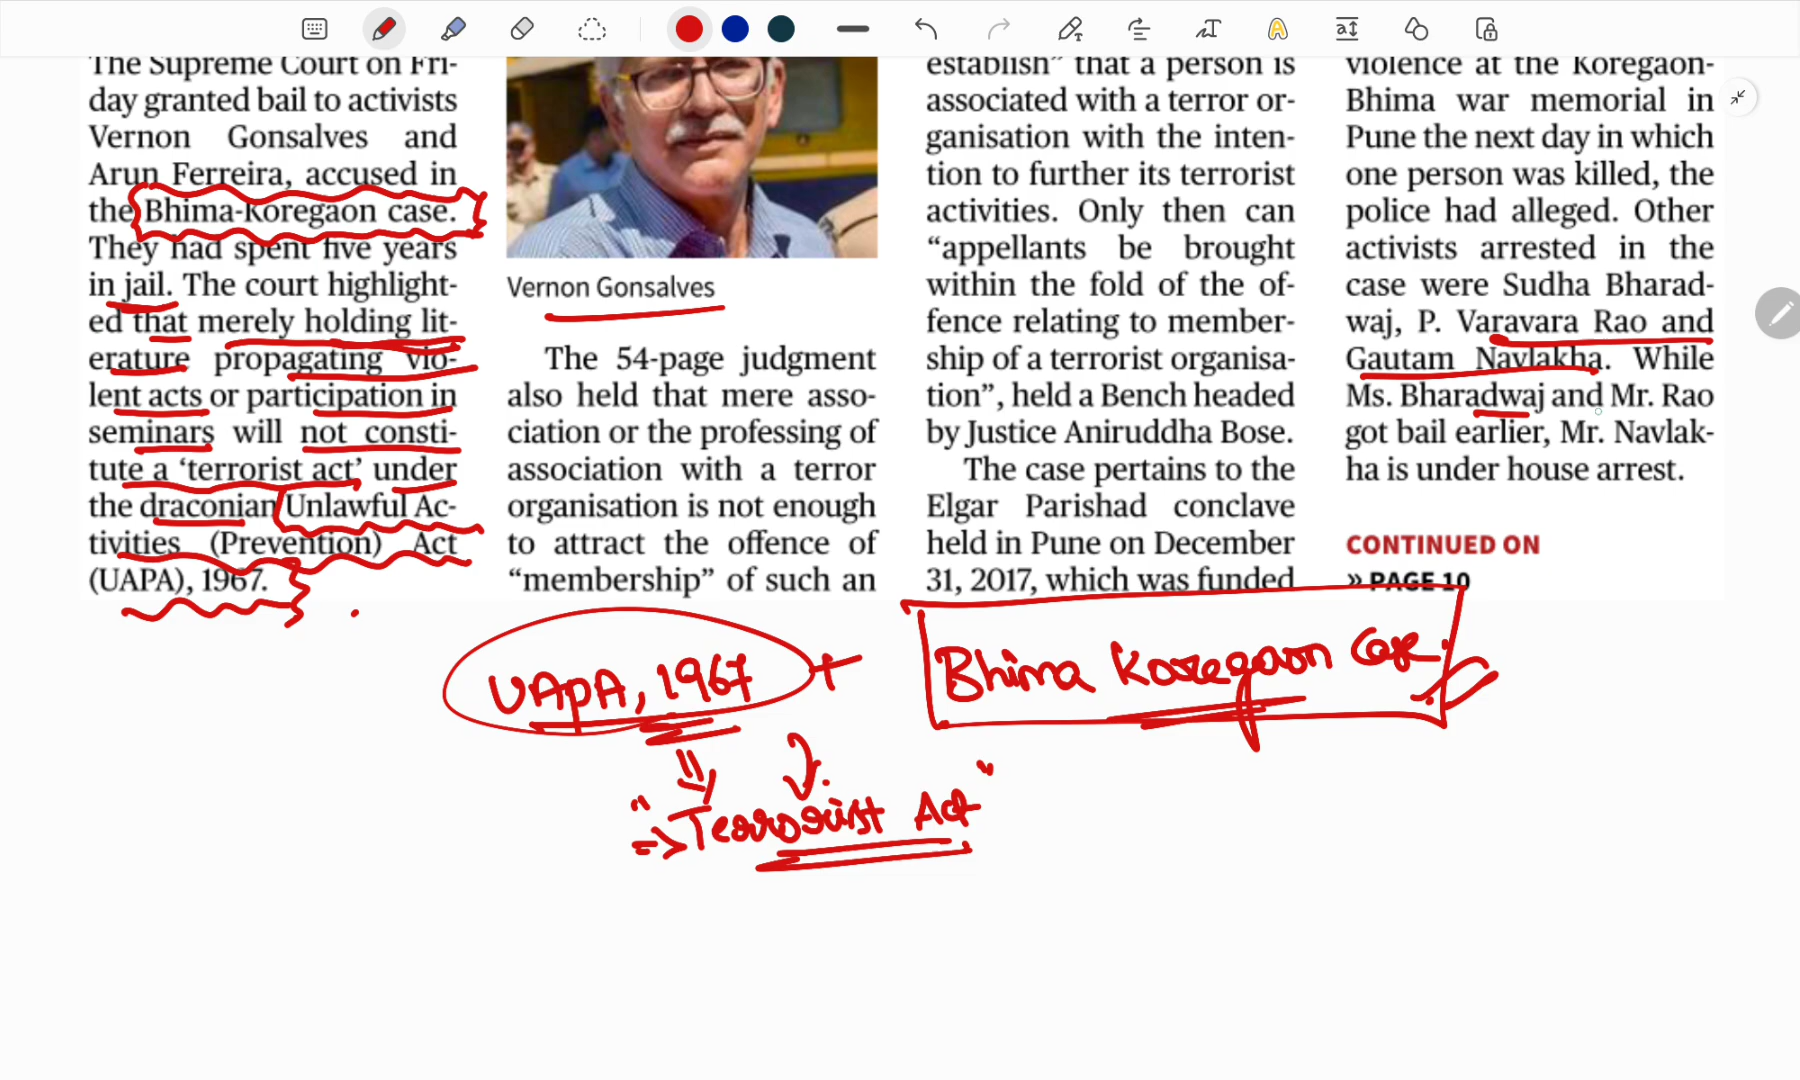 The Supreme Court on Fri-
day granted bail to activists
Vernon Gonsalves and
Arun Ferreira, accused in
the Bhima-Koregaon case.
They had spent five years
in jail. The court highlight-
ed that merely holding lit-
erature propagating vio-
lent acts or participation in
seminars will not consti-
tute a 'terrorist act' under
the draconian Unlawful Ac-
tivities (Prevention) Act
(UAPA), 1967.
Vernon Gonsalves
The 54-page judgment
also held that mere asso-
ciation or the professing of
association with a terror
organisation is not enough
to attract the offence of
“membership” of such an
establish” that a person is
associated with a terror or-
ganisation with the inten-
tion to further its terrorist
activities. Only then can
“appellants be brought
within the fold of the of-
fence relating to member-
ship of a terrorist organisa-
tion”, held a Bench headed
by Justice Aniruddha Bose.
The case pertains to the
Elgar Parishad conclave
held in Pune on December
31, 2017, which was funded
violence at the Koregaon-
Bhima war memorial in
Pune the next day in which
one person was killed, the
police had alleged. Other
activists arrested in the
case were Sudha Bharad-
waj, P. Varavara Rao and
Gautam Navlakha. While
Ms. Bharadwaj and Mr. Rao
got bail earlier, Mr. Navlak-
ha is under house arrest.
CONTINUED ON
» PAGE 10
UAPA, 1967 + Bhima Koregaon Case
"Terrorist Act"